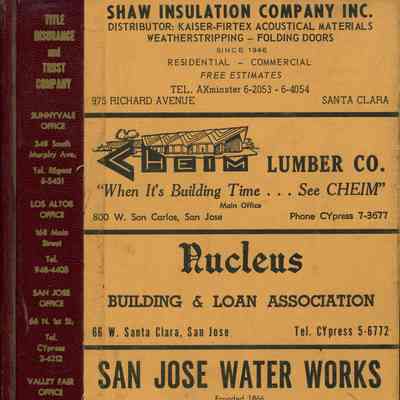 TITLE
INSURANCE
and
TRUST
COMPANY
SUNNYVALE
OFFICE
348 South
Murphy Ave.
Tel. REgent
6-5451
LOS ALTOS
OFFICE
168 Main
Street
Tel.
948-4408
SAN JOSE
OFFICE
66 N. 1st St.
Tel.
CYpress
3-4212
VALLEY FAIR
OFFICE
SHAW INSULATION COMPANY INC.
DISTRIBUTOR: KAISER-FIRTEX ACOUSTICAL MATERIALS
WEATHERSTRIPPING – FOLDING DOORS
SINCE 1946
RESIDENTIAL – COMMERCIAL
FREE ESTIMATES
TEL. AXminster 6-2053 - 6-4054
975 RICHARD AVENUE SANTA CLARA
CHEIM LUMBER CO.
"When It's Building Time . . . See CHEIM"
Main Office
800 W. San Carlos, San Jose Phone CYpress 7-3677
Nucleus
BUILDING & LOAN ASSOCIATION
66 W. Santa Clara, San Jose Tel. CYpress 5-6772
SAN JOSE WATER WORKS
Founded 1866